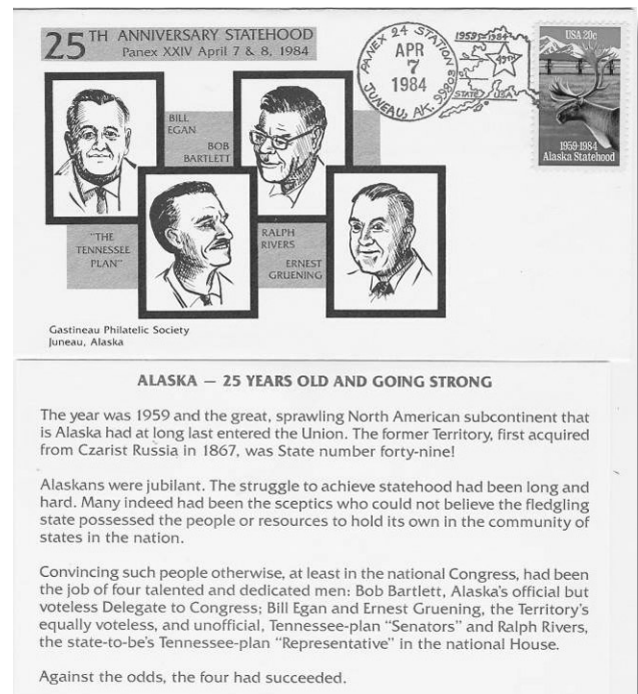 25TH ANNIVERSARY STATEHOOD
Panex XXIV April 7 & 8, 1984
PANEX 24 STATION
APR
7
1984
JUNEAU, AK. 99803
1959-1984
49TH
STATE
USA
USA 20c
1959-1984
Alaska Statehood
BILL
EGAN
BOB
BARTLETT
"THE
TENNESSEE
PLAN"
RALPH
RIVERS
ERNEST
GRUENING
Gastineau Philatelic Society
Juneau, Alaska
ALASKA — 25 YEARS OLD AND GOING STRONG
The year was 1959 and the great, sprawling North American subcontinent that
is Alaska had at long last entered the Union. The former Territory, first acquired
from Czarist Russia in 1867, was State number forty-nine!
Alaskans were jubilant. The struggle to achieve statehood had been long and
hard. Many indeed had been the sceptics who could not believe the fledgling
state possessed the people or resources to hold its own in the community of
states in the nation.
Convincing such people otherwise, at least in the national Congress, had been
the job of four talented and dedicated men: Bob Bartlett, Alaska's official but
voteless Delegate to Congress; Bill Egan and Ernest Gruening, the Territory's
equally voteless, and unofficial, Tennessee-plan "Senators" and Ralph Rivers,
the state-to-be's Tennessee-plan "Representative" in the national House.
Against the odds, the four had succeeded.